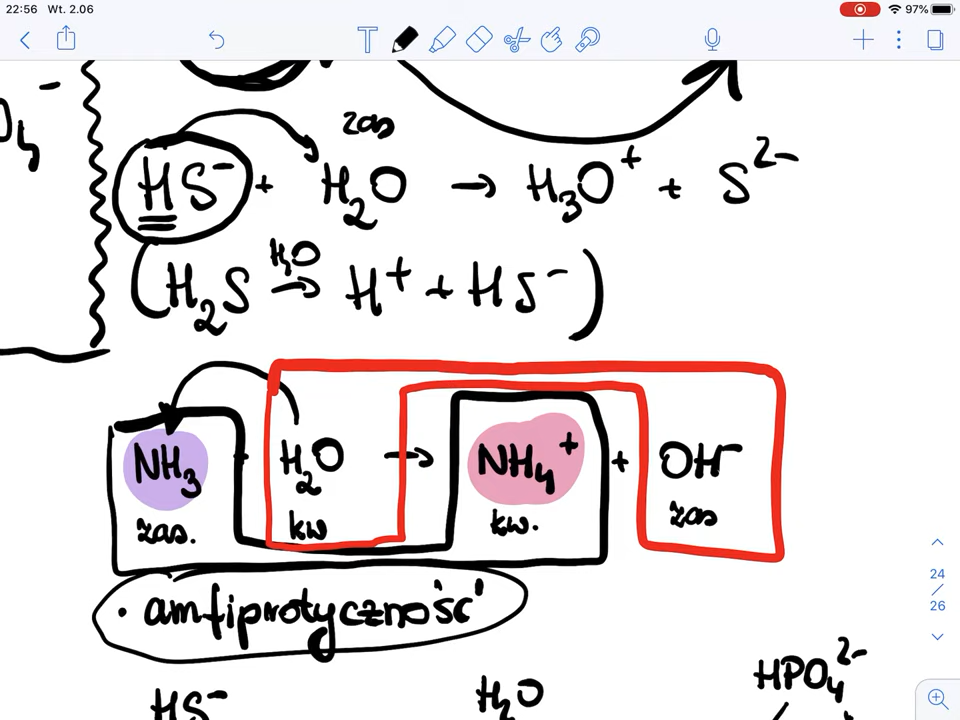 22:56 Wt. 2.06 97%
T
O₄⁻
zas
HS⁻ + H₂O → H₃O⁺ + S²⁻
(H₂S →(H₂O) H⁺ + HS⁻)
NH₃ + H₂O → NH₄⁺ + OH⁻
zas. kw kw. zas
24
/
26
• amfiprotyczność
HS⁻ H₂O HPO₄²⁻